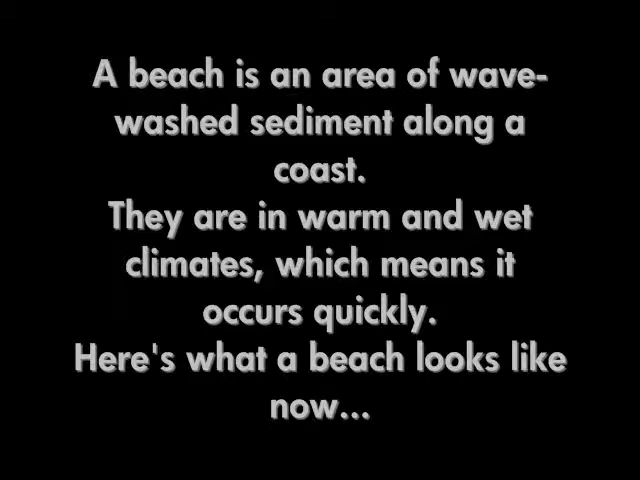 A beach is an area of wave-
washed sediment along a
coast.
They are in warm and wet
climates, which means it
occurs quickly.
Here's what a beach looks like
now...